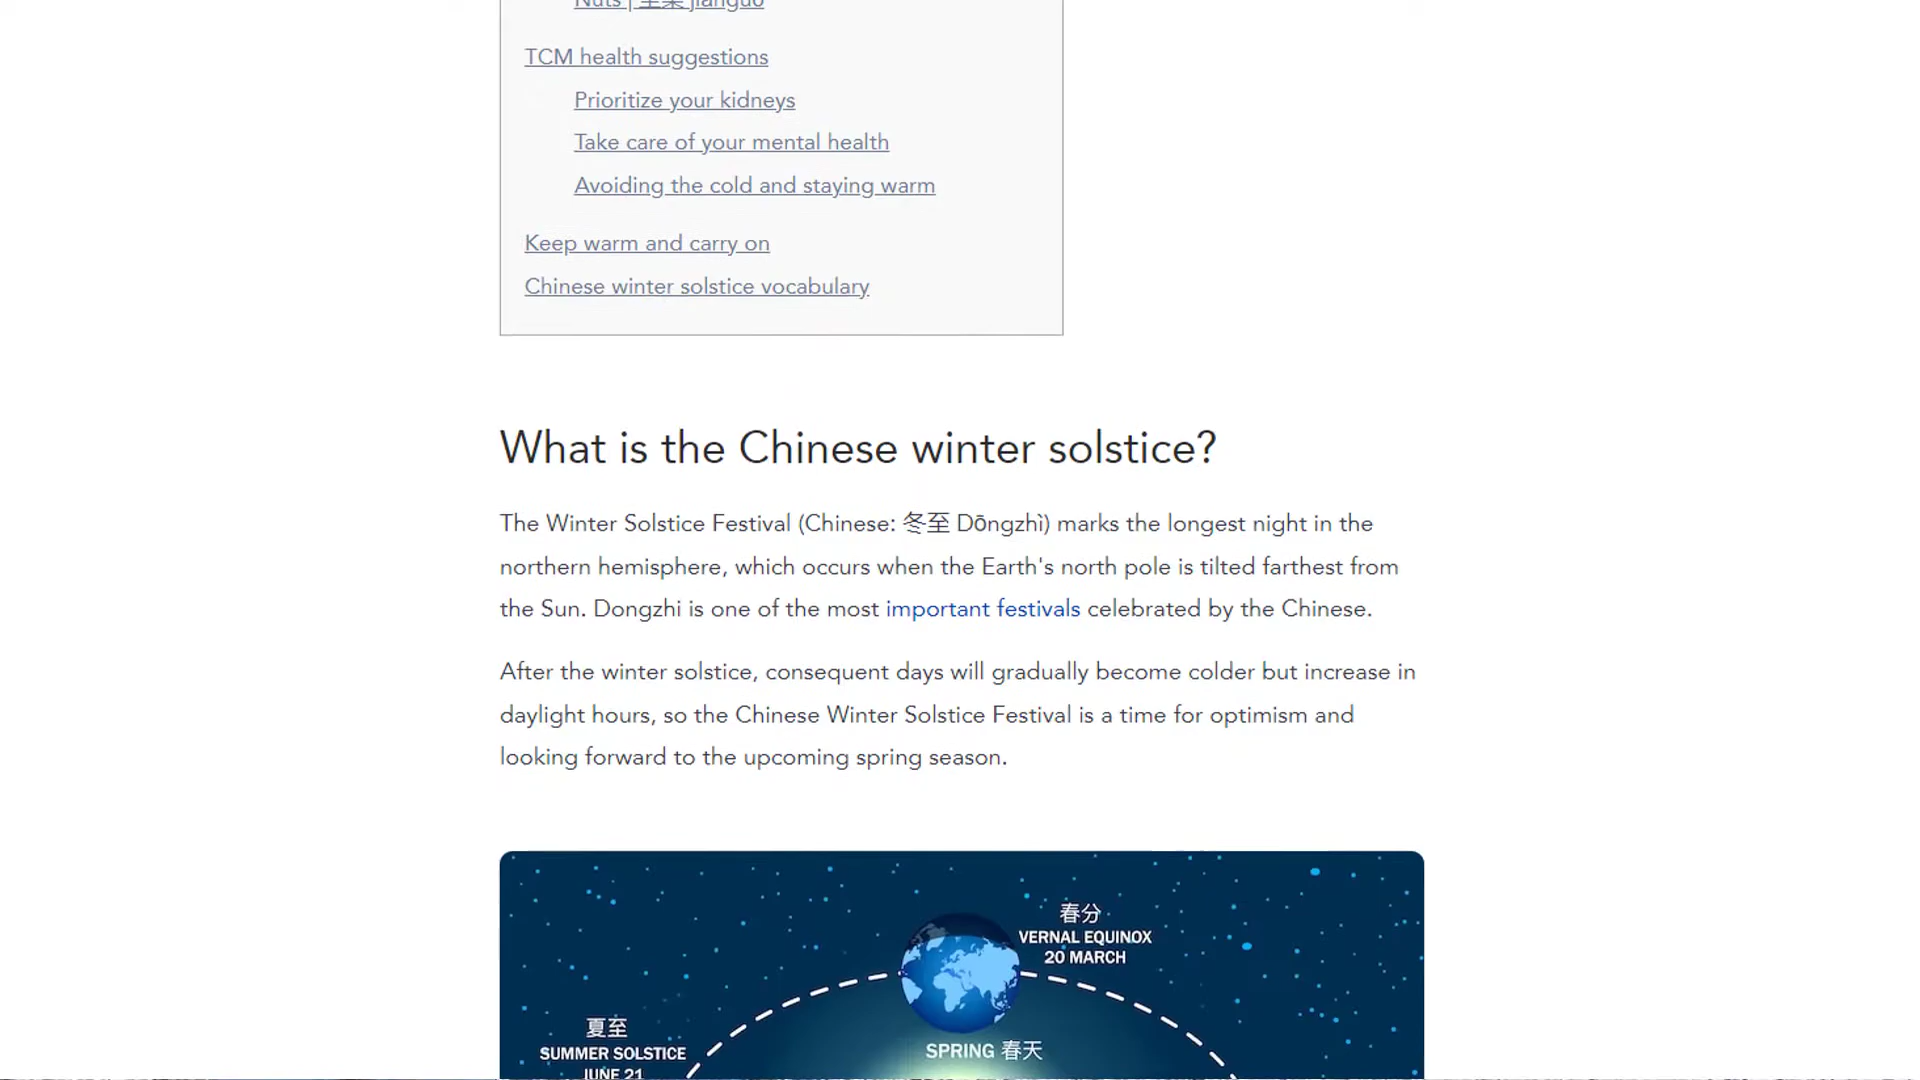 Nuts | 坚果 jianguo
TCM health suggestions
Prioritize your kidneys
Take care of your mental health
Avoiding the cold and staying warm
Keep warm and carry on
Chinese winter solstice vocabulary
What is the Chinese winter solstice?
The Winter Solstice Festival (Chinese: 冬至 Dōngzhì) marks the longest night in the
northern hemisphere, which occurs when the Earth's north pole is tilted farthest from
the Sun. Dongzhi is one of the most important festivals celebrated by the Chinese.
After the winter solstice, consequent days will gradually become colder but increase in
daylight hours, so the Chinese Winter Solstice Festival is a time for optimism and
looking forward to the upcoming spring season.
春分
VERNAL EQUINOX
20 MARCH
夏至
SUMMER SOLSTICE
JUNE 21
SPRING 春天